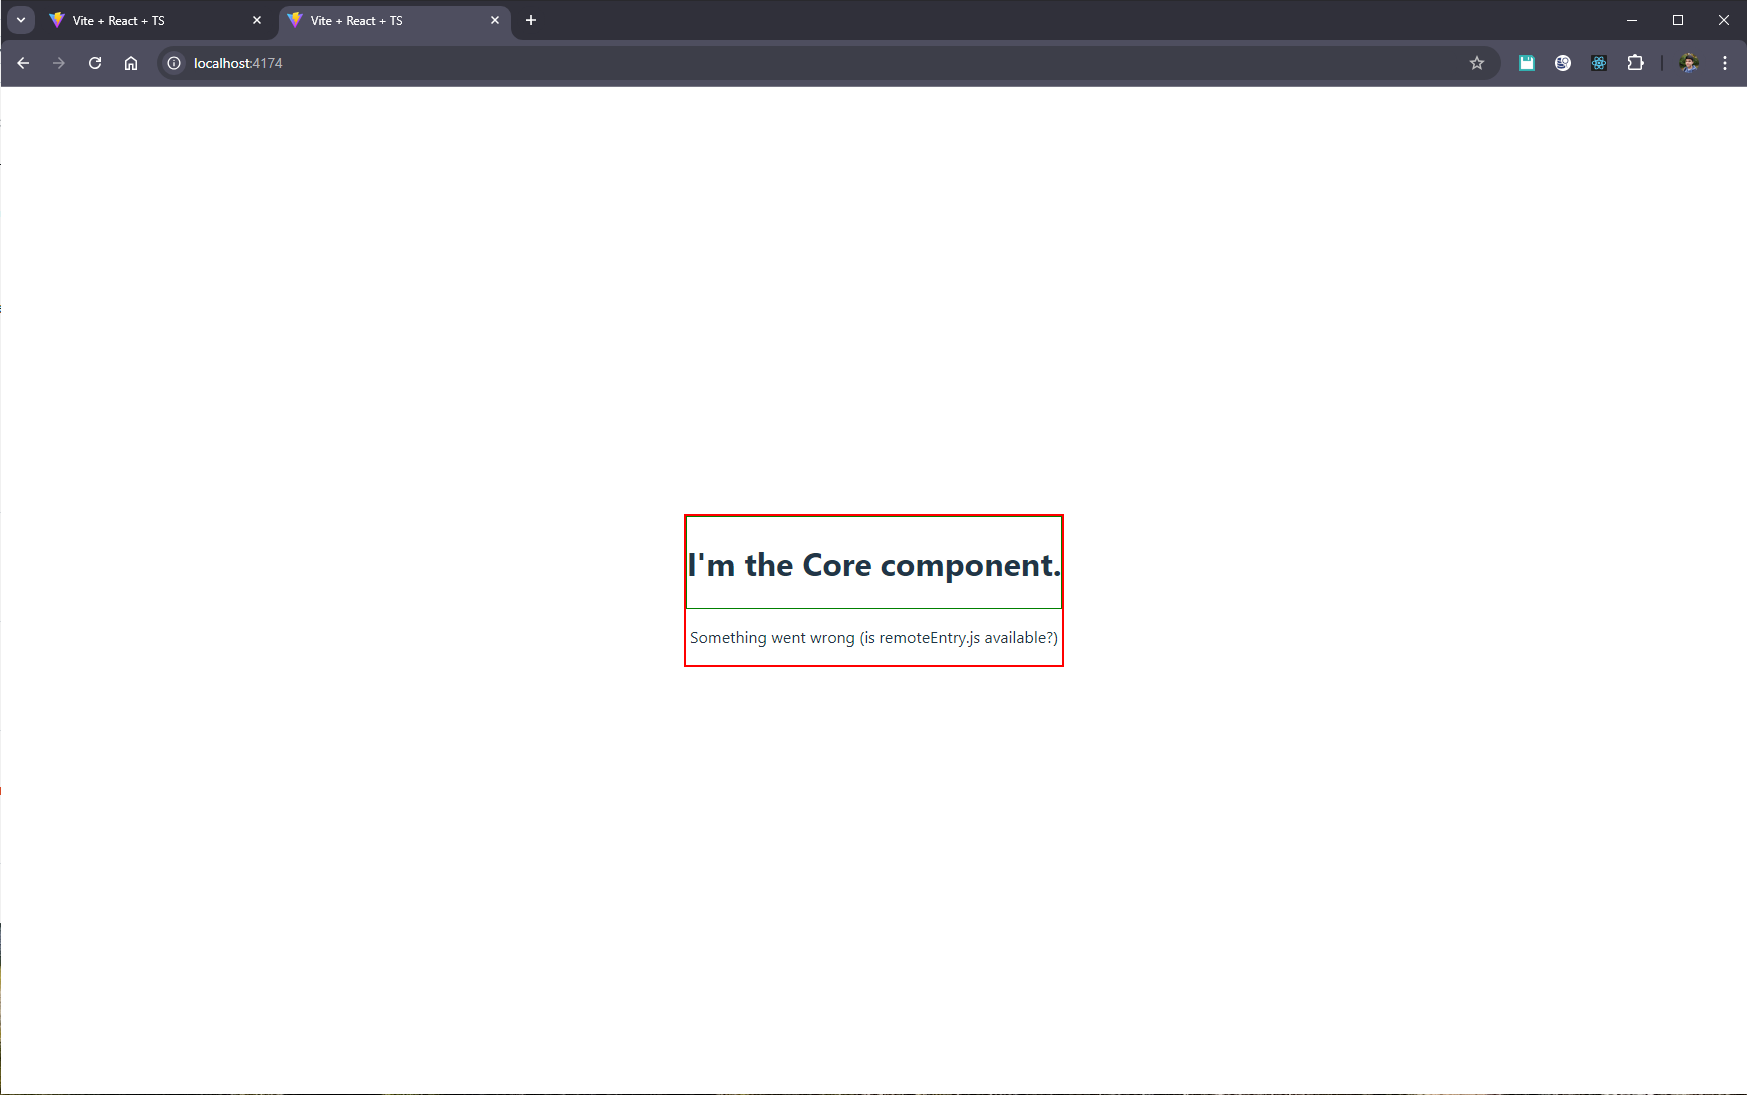 Vite + React + TS
Vite + React + TS
localhost:4174
I'm the Core component.
Something went wrong (is remoteEntry.js available?)